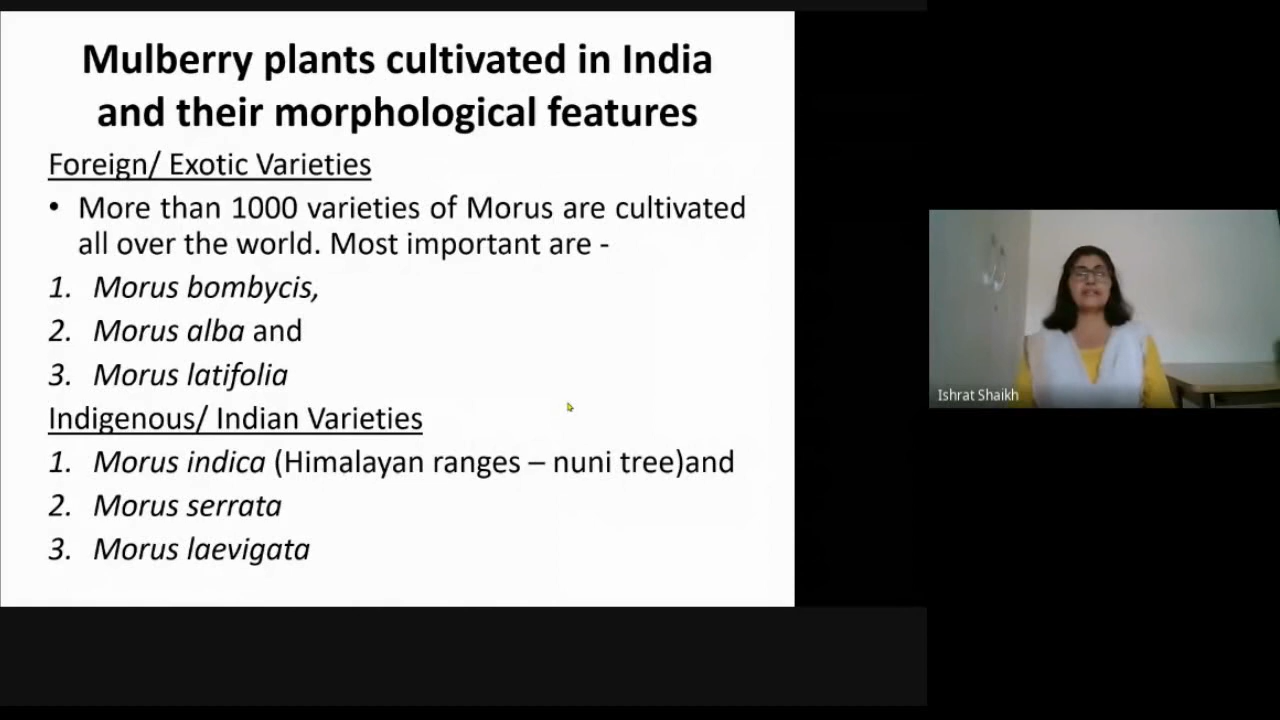 Mulberry plants cultivated in India
and their morphological features
Foreign/ Exotic Varieties
• More than 1000 varieties of Morus are cultivated
all over the world. Most important are -
1. Morus bombycis,
2. Morus alba and
3. Morus latifolia
Indigenous/ Indian Varieties
1. Morus indica (Himalayan ranges – nuni tree)and
2. Morus serrata
3. Morus laevigata
Ishrat Shaikh